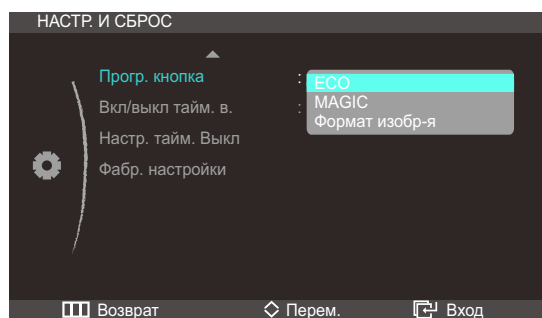 НАСТР. И СБРОС
Прогр. кнопка : ECO
Вкл/выкл тайм. в. : MAGIC
Формат изобр-я
Настр. тайм. Выкл
Фабр. настройки
Возврат Перем. Вход